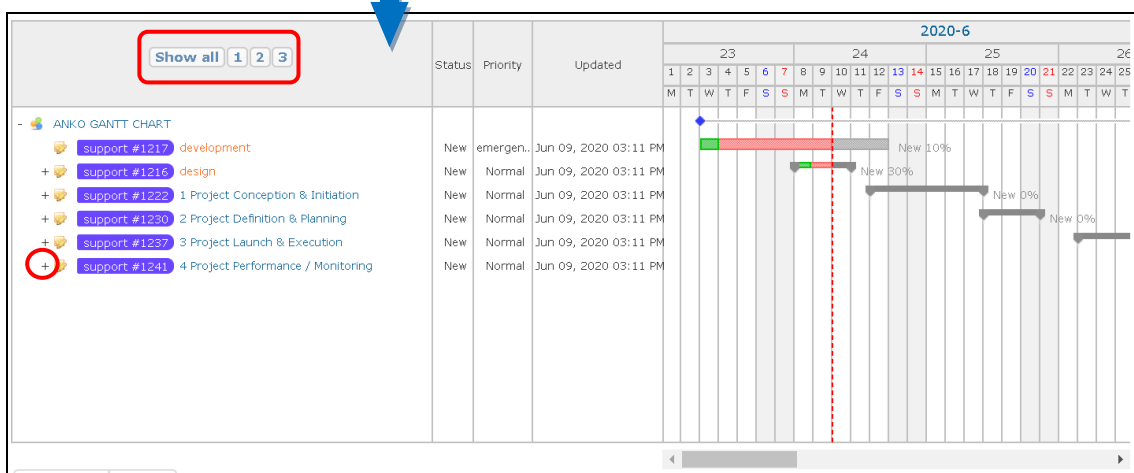 2020-6
Show all 1 2 3
Status Priority Updated
23 24 25 26
1 2 3 4 5 6 7 8 9 10 11 12 13 14 15 16 17 18 19 20 21 22 23 24 25
M T W T F S S M T W T F S S M T W T F S S M T W T
- ANKO GANTT CHART
support #1217 development New emergen.. Jun 09, 2020 03:11 PM New 10%
+ support #1216 design New Normal Jun 09, 2020 03:11 PM New 30%
+ support #1222 1 Project Conception & Initiation New Normal Jun 09, 2020 03:11 PM New 0%
+ support #1230 2 Project Definition & Planning New Normal Jun 09, 2020 03:11 PM New 0%
+ support #1237 3 Project Launch & Execution New Normal Jun 09, 2020 03:11 PM
+ support #1241 4 Project Performance / Monitoring New Normal Jun 09, 2020 03:11 PM